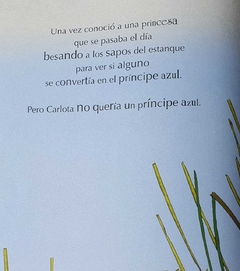 Una vez conoció a una princesa
que se pasaba el día
besando a los sapos del estanque
para ver si alguno
se convertía en el príncipe azul.
Pero Carlota no quería un príncipe azul.